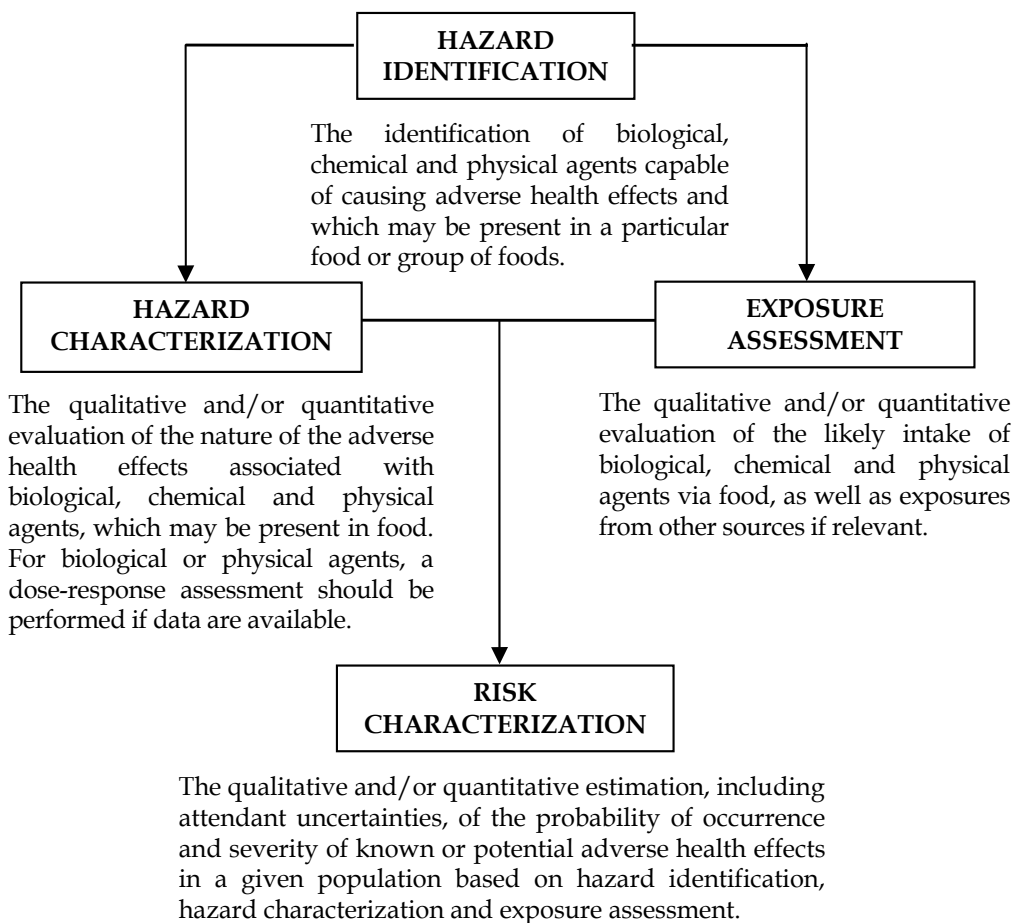 HAZARD
IDENTIFICATION
The identification of biological,
chemical and physical agents capable
of causing adverse health effects and
which may be present in a particular
food or group of foods.
HAZARD
CHARACTERIZATION
The qualitative and/or quantitative
evaluation of the nature of the adverse
health effects associated with
biological, chemical and physical
agents, which may be present in food.
For biological or physical agents, a
dose-response assessment should be
performed if data are available.
EXPOSURE
ASSESSMENT
The qualitative and/or quantitative
evaluation of the likely intake of
biological, chemical and physical
agents via food, as well as exposures
from other sources if relevant.
RISK
CHARACTERIZATION
The qualitative and/or quantitative estimation, including
attendant uncertainties, of the probability of occurrence
and severity of known or potential adverse health effects
in a given population based on hazard identification,
hazard characterization and exposure assessment.